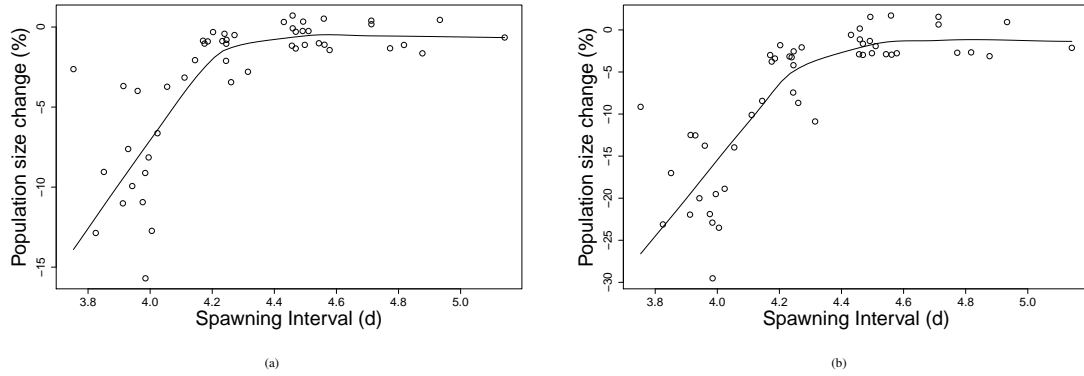 Population size change (%)
0
−5
−10
−15
3.8 4.0 4.2 4.4 4.6 4.8 5.0
Spawning Interval (d)
(a)
Population size change (%)
0
−5
−10
−15
−20
−25
−30
3.8 4.0 4.2 4.4 4.6 4.8 5.0
Spawning Interval (d)
(b)